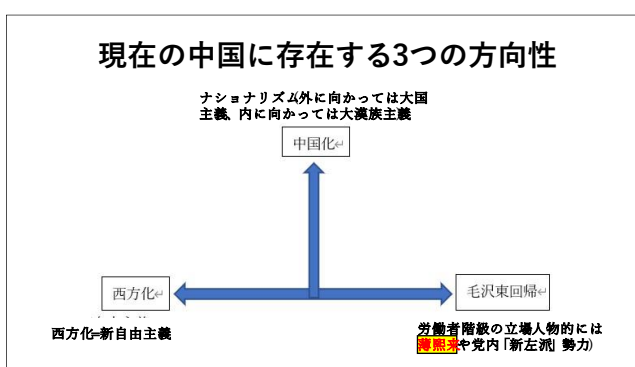 現在の中国に存在する3つの方向性
ナショナリズム(外に向かっては大国
主義、内に向かっては大漢族主義
中国化↵
西方化↵
毛沢東回帰↵
西方化=新自由主義
労働者階級の立場人物的には
薄熙来や党内「新左派」勢力)